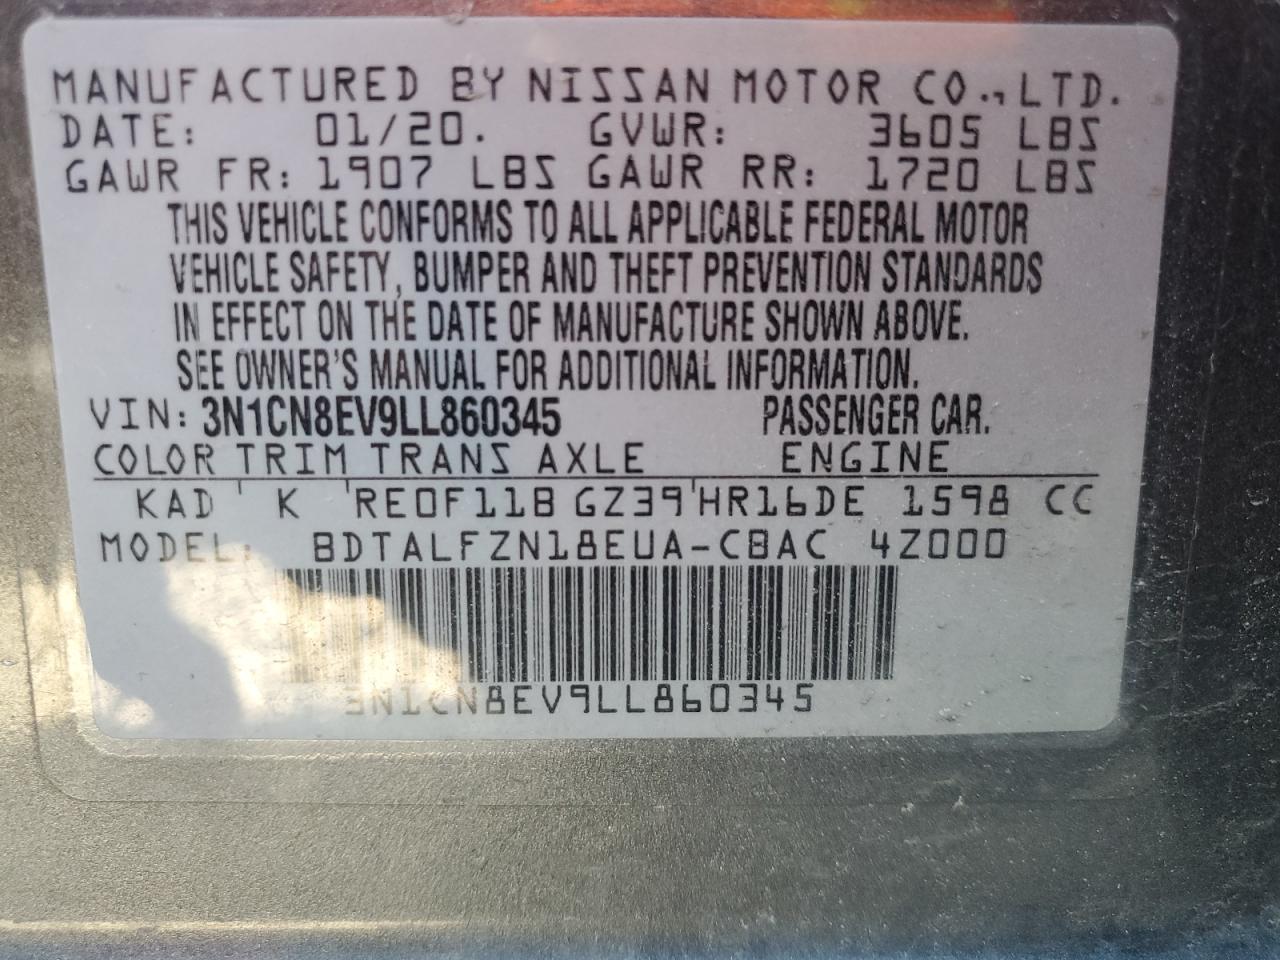 MANUFACTURED BY NISSAN MOTOR CO., LTD.
DATE: 01/20. GVWR: 3605 LBS
GAWR FR: 1907 LBS GAWR RR: 1720 LBS
THIS VEHICLE CONFORMS TO ALL APPLICABLE FEDERAL MOTOR
VEHICLE SAFETY, BUMPER AND THEFT PREVENTION STANDARDS
IN EFFECT ON THE DATE OF MANUFACTURE SHOWN ABOVE.
SEE OWNER'S MANUAL FOR ADDITIONAL INFORMATION.
VIN: 3N1CN8EV9LL860345 PASSENGER CAR.
COLOR TRIM TRANS AXLE ENGINE
KAD K RE0F11B GZ39 HR16DE 1598 CC
MODEL: BDTALFZN18EUA-CBAC 4Z000
3N1CN8EV9LL860345